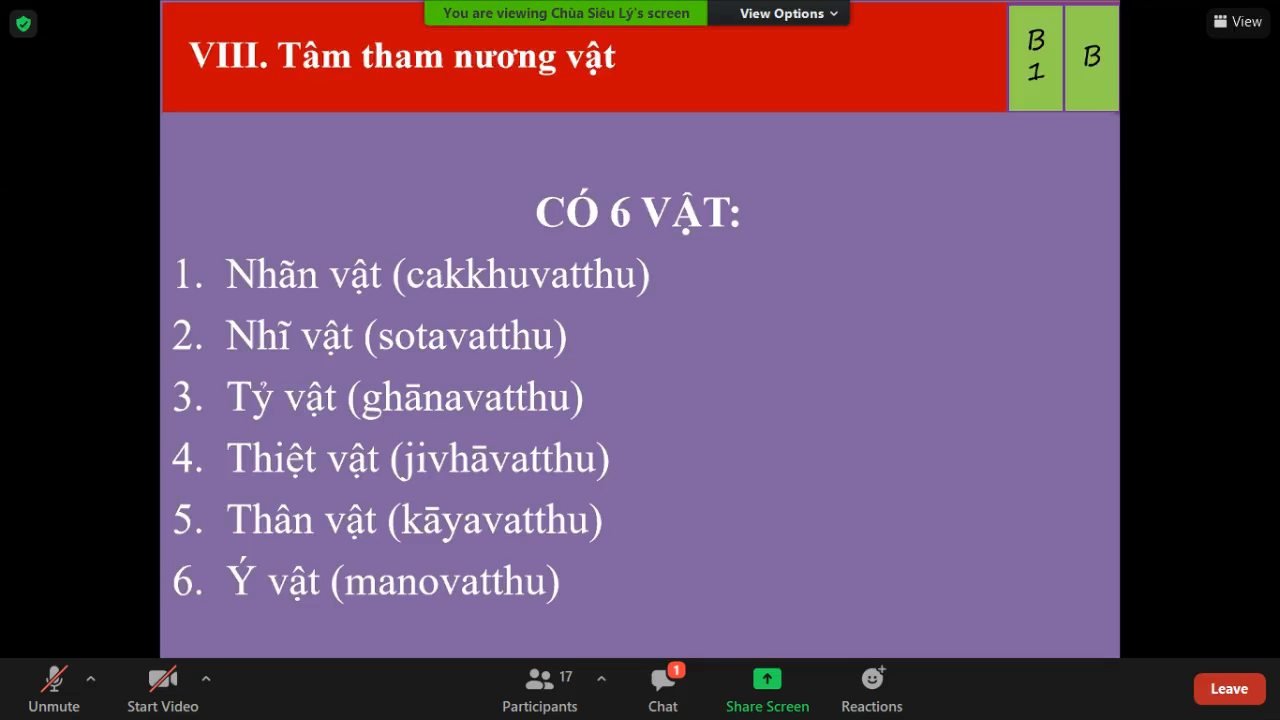 You are viewing Chùa Siêu Lý's screen
View Options
View
VIII. Tâm tham nương vật
B
1
B
CÓ 6 VẬT:
1. Nhãn vật (cakkhuvatthu)
2. Nhĩ vật (sotavatthu)
3. Tỷ vật (ghānavatthu)
4. Thiệt vật (jivhāvatthu)
5. Thân vật (kāyavatthu)
6. Ý vật (manovatthu)
Unmute
Start Video
17
Participants
1
Chat
Share Screen
Reactions
Leave